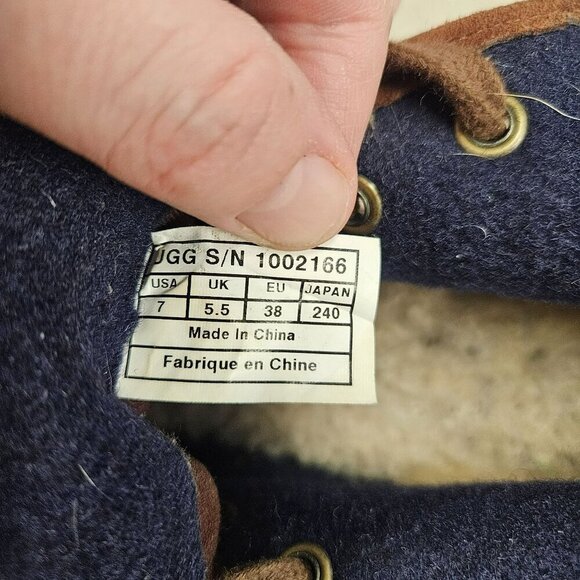 UGG S/N 1002166
USA UK EU JAPAN
7 5.5 38 240
Made In China
Fabrique en Chine